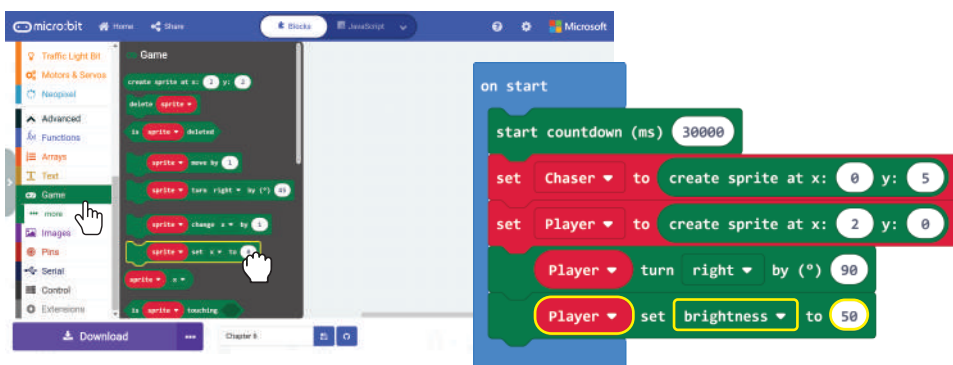 micro:bit Home Share Blocks JavaScript Microsoft
Traffic Light Bit
Motors & Servos
Neopixel
Advanced
Functions
Arrays
Text
Game
more
Images
Pins
Serial
Control
Extensions
Game
create sprite at x: 2 y: 2
delete sprite
is sprite deleted
sprite move by 1
sprite turn right by (°) 45
sprite change x by 1
sprite set x to 0
sprite x
is sprite touching
Download ... Chapter 6
on start
start countdown (ms) 30000
set Chaser to create sprite at x: 0 y: 5
set Player to create sprite at x: 2 y: 0
Player turn right by (°) 90
Player set brightness to 50